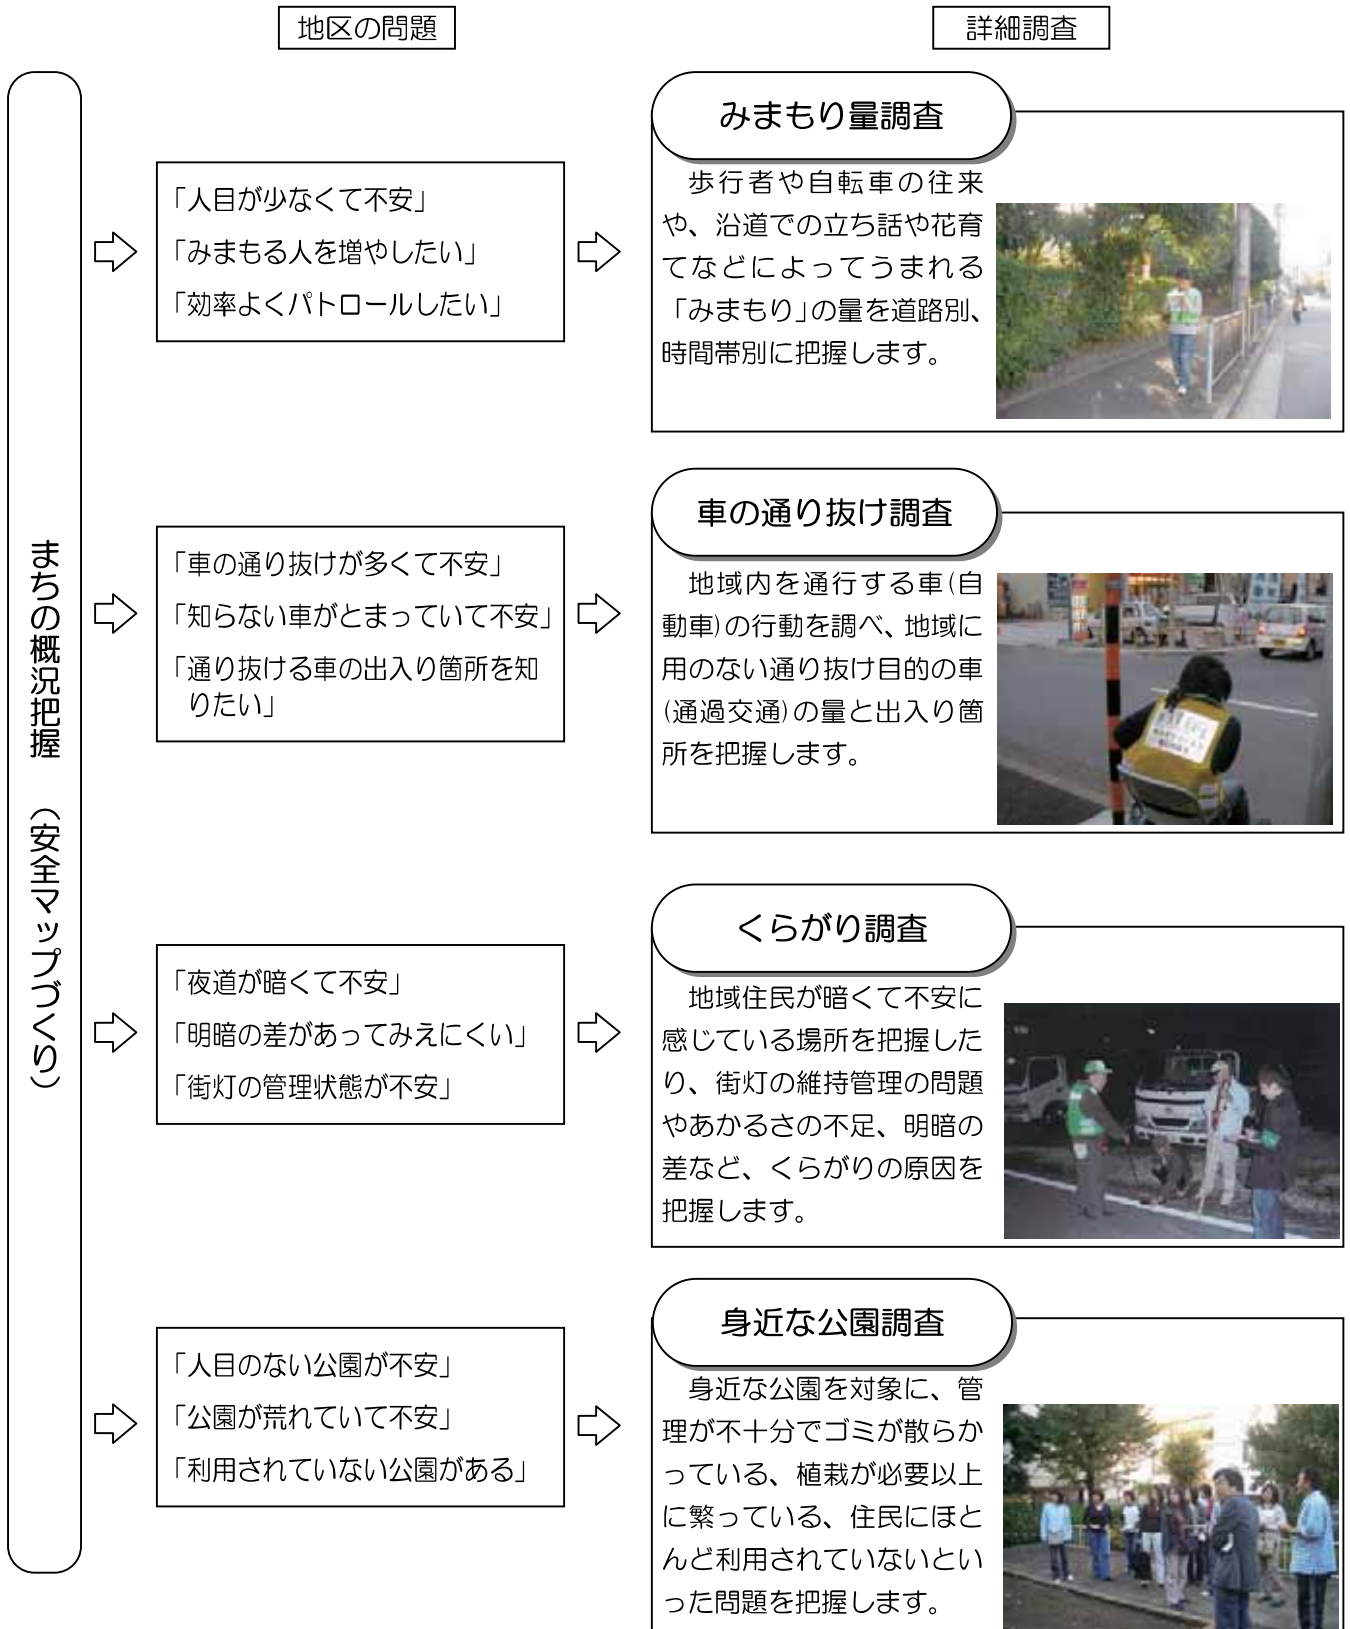 地区の問題
詳細調査
まちの概況把握　（安全マップづくり）
「人目が少なくて不安」
「みまもる人を増やしたい」
「効率よくパトロールしたい」
みまもり量調査
歩行者や自転車の往来
や、沿道での立ち話や花育
てなどによってうまれる
「みまもり」の量を道路別、
時間帯別に把握します。
「車の通り抜けが多くて不安」
「知らない車がとまっていて不安」
「通り抜ける車の出入り箇所を知
りたい」
車の通り抜け調査
地域内を通行する車(自
動車)の行動を調べ、地域に
用のない通り抜け目的の車
(通過交通)の量と出入り箇
所を把握します。
「夜道が暗くて不安」
「明暗の差があってみえにくい」
「街灯の管理状態が不安」
くらがり調査
地域住民が暗くて不安に
感じている場所を把握した
り、街灯の維持管理の問題
やあかるさの不足、明暗の
差など、くらがりの原因を
把握します。
「人目のない公園が不安」
「公園が荒れていて不安」
「利用されていない公園がある」
身近な公園調査
身近な公園を対象に、管
理が不十分でゴミが散らか
っている、植栽が必要以上
に繁っている、住民にほと
んど利用されていないとい
った問題を把握します。